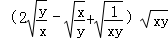 (2√(y/x) - √(x/y) + √(1/(xy))) √(xy)